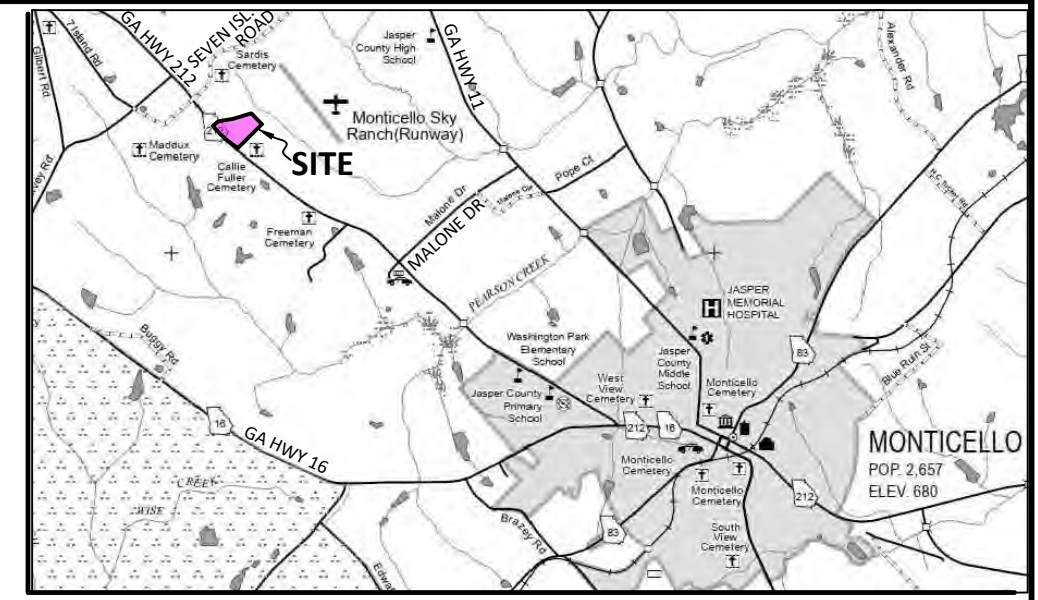 GA HWY 212
SEVEN ISL.
ROAD
7 Island Rd
Gilbert Rd
Sardis
Cemetery
Jasper
County High
School
GA HWY 11
Alexander Rd
Monticello Sky
Ranch(Runway)
Maddux
Cemetery
Callie
Fuller
Cemetery
SITE
Pope Ct
Malone Dr
MALONE DR.
Freeman
Cemetery
PEARSON CREEK
JASPER
MEMORIAL
HOSPITAL
H
83
Buggy Rd
Washington Park
Elementary
School
Jasper County
Primary
School
West
View
Cemetery
Jasper
County
Middle
School
Monticello
Cemetery
Blue Ruin St
16
GA HWY 16
212
16
MONTICELLO
POP. 2,657
ELEV. 680
Monticello
Cemetery
Monticello
Cemetery
212
CREEK
WISE
Brazey Rd
83
South
View
Cemetery